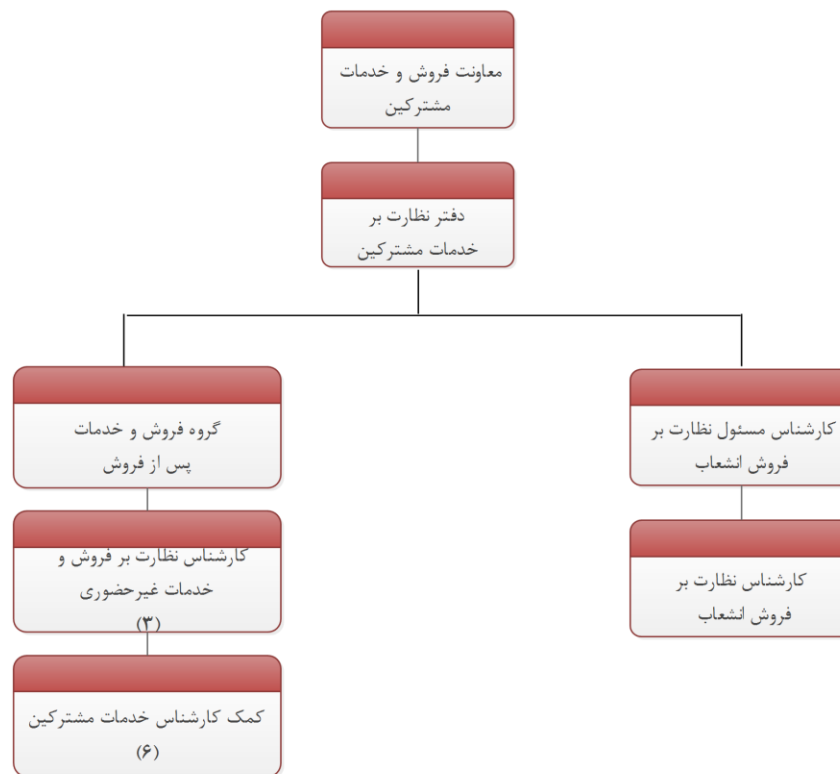 معاونت فروش و خدمات
مشترکین
دفتر نظارت بر
خدمات مشترکین
کارشناس مسئول نظارت بر
فروش انشعاب
کارشناس نظارت بر
فروش انشعاب
گروه فروش و خدمات
پس از فروش
کارشناس نظارت بر فروش و
خدمات غیرحضوری
(۳)
کمک کارشناس خدمات مشترکین
(۶)